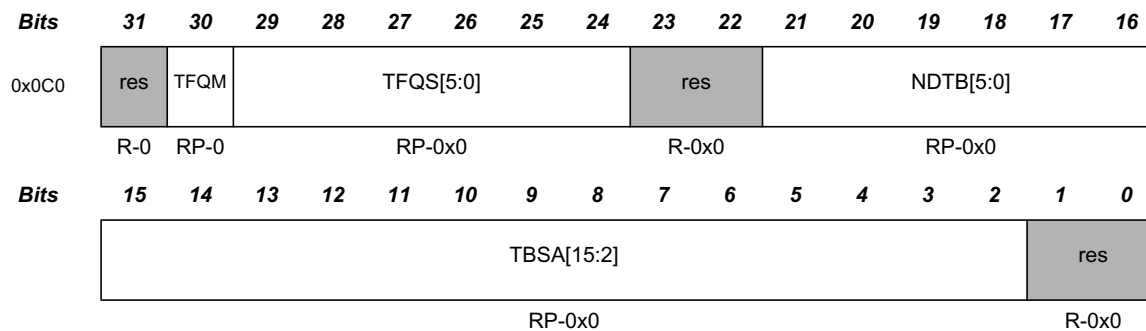 Bits 31 30 29 28 27 26 25 24 23 22 21 20 19 18 17 16
0x0C0 res TFQM TFQS[5:0] res NDTB[5:0]
R-0 RP-0 RP-0x0 R-0x0 RP-0x0
Bits 15 14 13 12 11 10 9 8 7 6 5 4 3 2 1 0
TBSA[15:2] res
RP-0x0 R-0x0